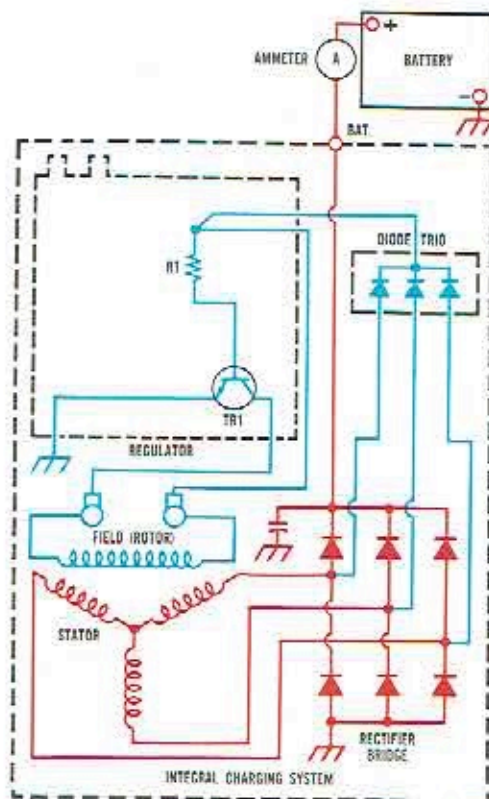 AMMETER
A
+
BATTERY
-
BAT.
DIODE TRIO
R1
TR1
REGULATOR
FIELD (ROTOR)
STATOR
RECTIFIER
BRIDGE
INTEGRAL CHARGING SYSTEM